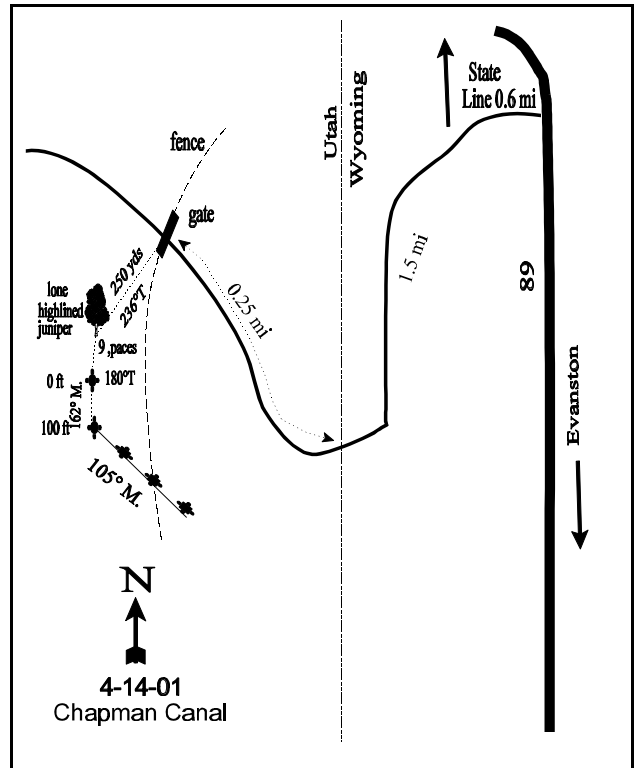 State
Line 0.6 mi
Utah
Wyoming
fence
gate
250 yds
236°T
lone
highlined
juniper
9 ,paces
0.25 mi
1.5 mi
89
0 ft
180°T
162° M.
100 ft
105° M.
Evanston
N
4-14-01
Chapman Canal